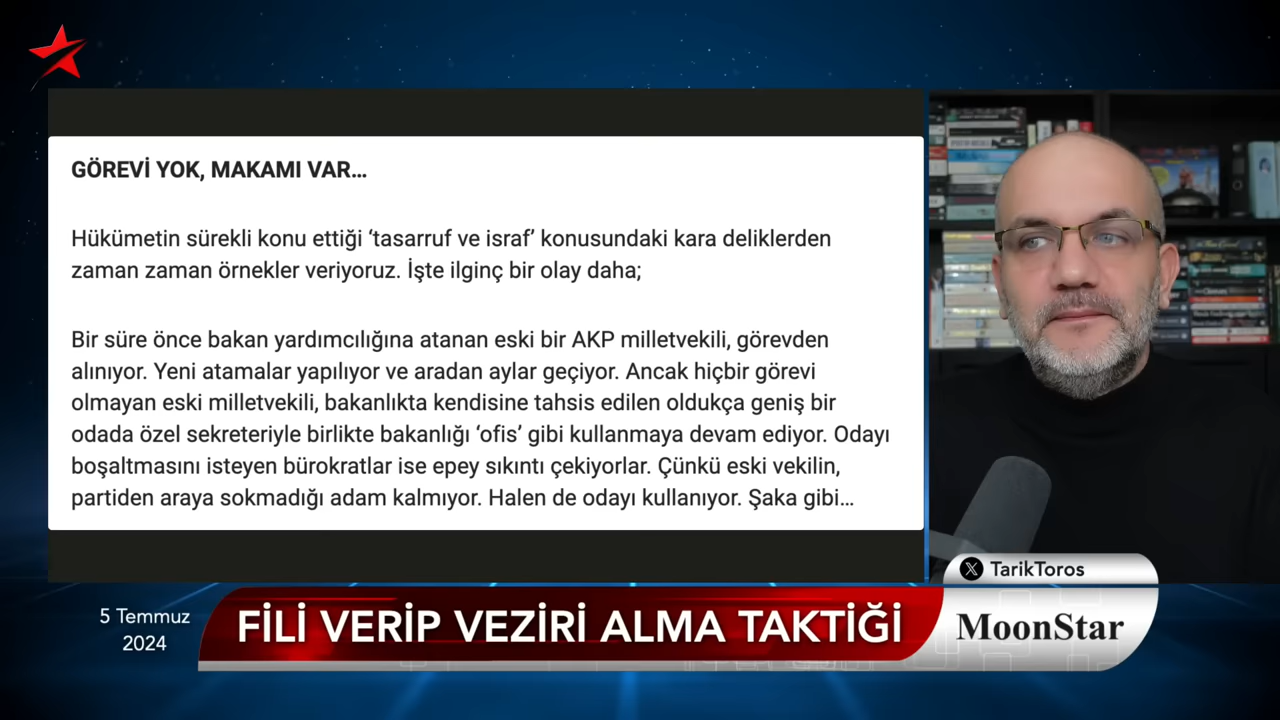 GÖREVİ YOK, MAKAMI VAR...
Hükümetin sürekli konu ettiği ‘tasarruf ve israf’ konusundaki kara deliklerden
zaman zaman örnekler veriyoruz. İşte ilginç bir olay daha;
Bir süre önce bakan yardımcılığına atanan eski bir AKP milletvekili, görevden
alınıyor. Yeni atamalar yapılıyor ve aradan aylar geçiyor. Ancak hiçbir görevi
olmayan eski milletvekili, bakanlıkta kendisine tahsis edilen oldukça geniş bir
odada özel sekreteriyle birlikte bakanlığı ‘ofis’ gibi kullanmaya devam ediyor. Odayı
boşaltmasını isteyen bürokratlar ise epey sıkıntı çekiyorlar. Çünkü eski vekilin,
partiden araya sokmadığı adam kalmıyor. Halen de odayı kullanıyor. Şaka gibi...
TarikToros
5 Temmuz
2024
FİLİ VERİP VEZİRİ ALMA TAKTİĞİ
MoonStar